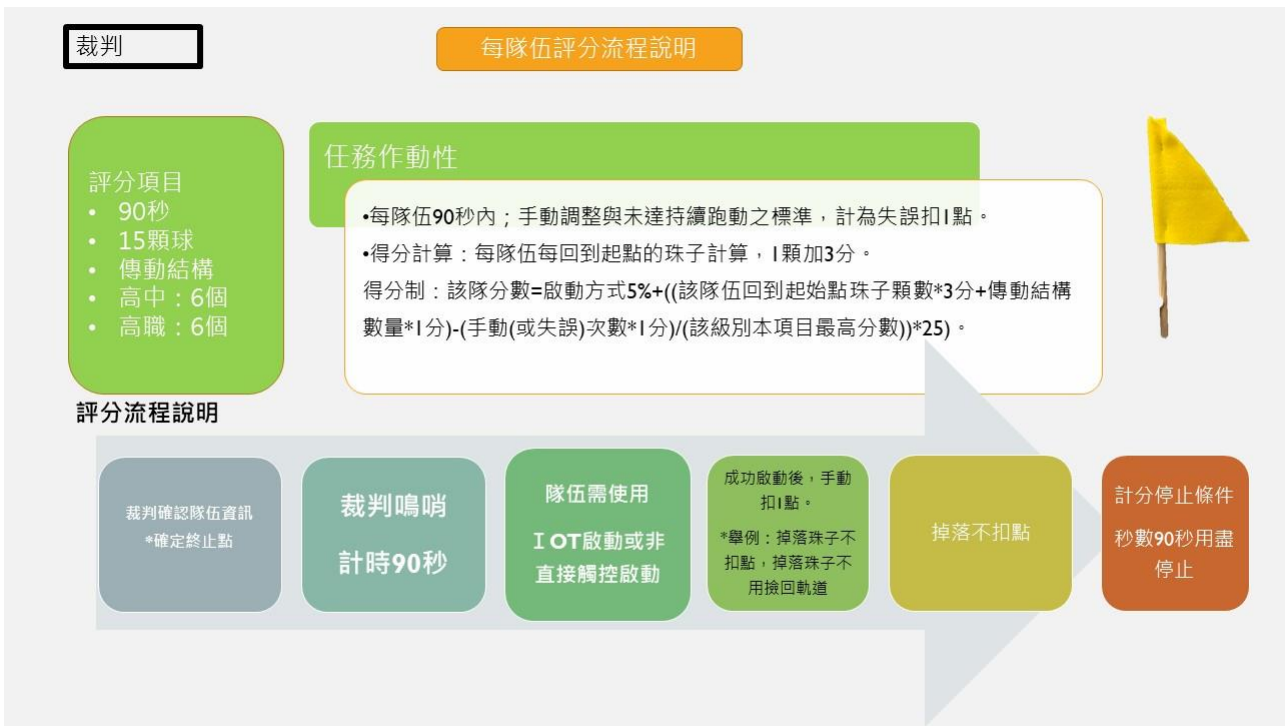 裁判
每隊伍評分流程說明
評分項目
• 90秒
• 15顆球
• 傳動結構
• 高中：6個
• 高職：6個
任務作動性
•每隊伍90秒內；手動調整與未達持續跑動之標準，計為失誤扣1點。
•得分計算：每隊伍每回到起點的珠子計算，1顆加3分。
得分制：該隊分數=啟動方式5%+((該隊伍回到起始點珠子顆數*3分+傳動結構
數量*1分)-(手動(或失誤)次數*1分)/(該級別本項目最高分數))*25)。
評分流程說明
裁判確認隊伍資訊
*確定終止點
裁判鳴哨
計時90秒
隊伍需使用
ＩOT啟動或非
直接觸控啟動
成功啟動後，手動
扣1點。
*舉例：掉落珠子不
扣點，掉落珠子不
用撿回軌道
掉落不扣點
計分停止條件
秒數90秒用盡
停止